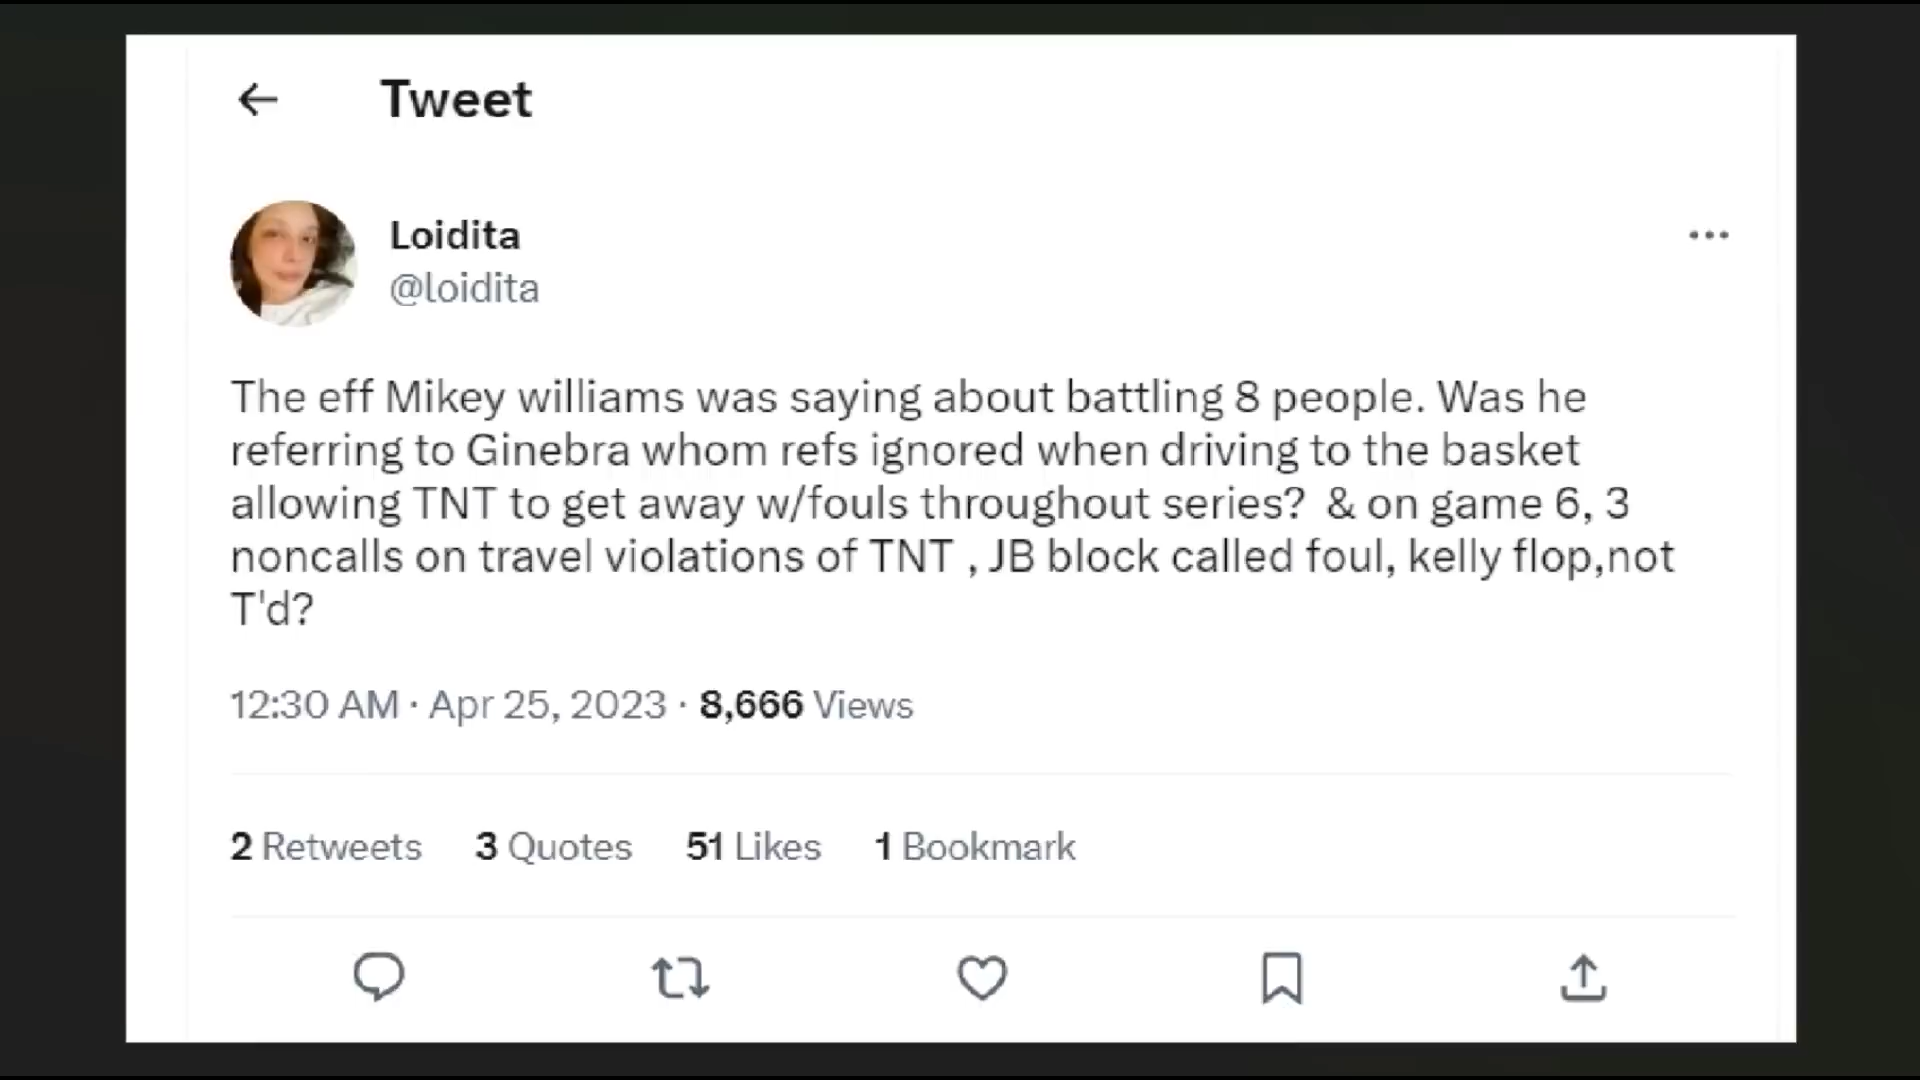 Tweet
Loidita
@loidita
The eff Mikey williams was saying about battling 8 people. Was he
referring to Ginebra whom refs ignored when driving to the basket
allowing TNT to get away w/fouls throughout series?  & on game 6, 3
noncalls on travel violations of TNT , JB block called foul, kelly flop,not
T'd?
12:30 AM · Apr 25, 2023 · 8,666 Views
2 Retweets 3 Quotes 51 Likes 1 Bookmark